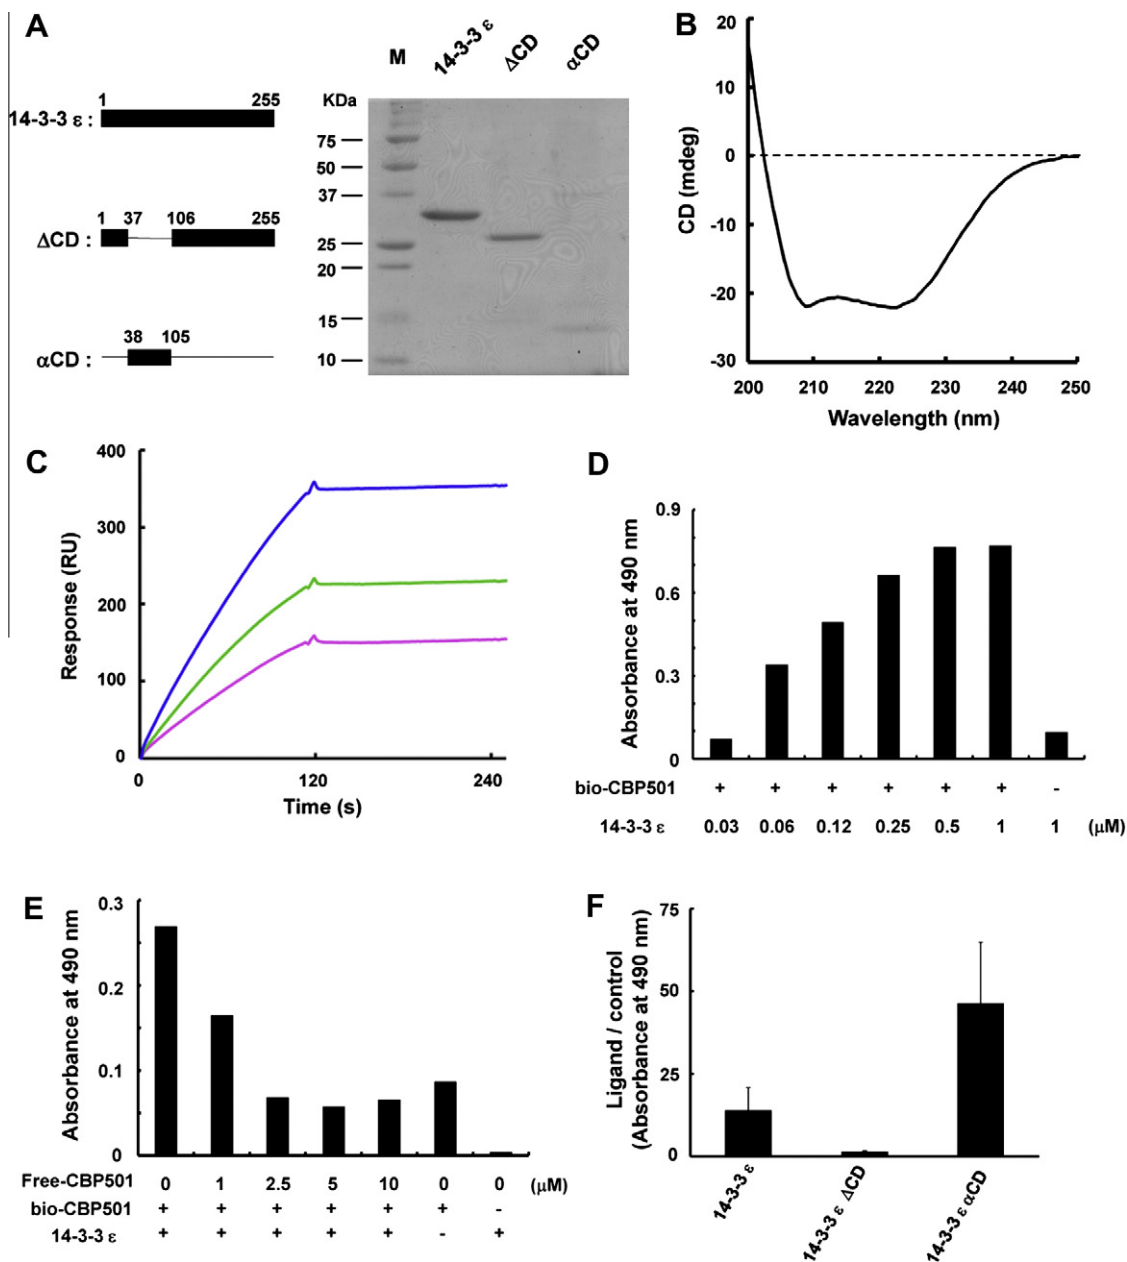 A
1 255
14-3-3 ε :
1 37 106 255
ΔCD :
38 105
αCD :
M 14-3-3 ε ΔCD αCD
KDa
75
50
37
25
20
15
10
B
20
10
0
-10
-20
-30
CD (mdeg)
200 210 220 230 240 250
Wavelength (nm)
C
400
300
200
100
0
Response (RU)
0 120 240
Time (s)
D
0.9
0.6
0.3
0
Absorbance at 490 nm
bio-CBP501 + + + + + + -
14-3-3 ε 0.03 0.06 0.12 0.25 0.5 1 1 (μM)
E
0.3
0.2
0.1
0
Absorbance at 490 nm
Free-CBP501 0 1 2.5 5 10 0 0 (μM)
bio-CBP501 + + + + + + -
14-3-3 ε + + + + + - +
F
75
50
25
0
Ligand / control
(Absorbance at 490 nm)
14-3-3 ε
14-3-3 ε ΔCD
14-3-3 ε αCD